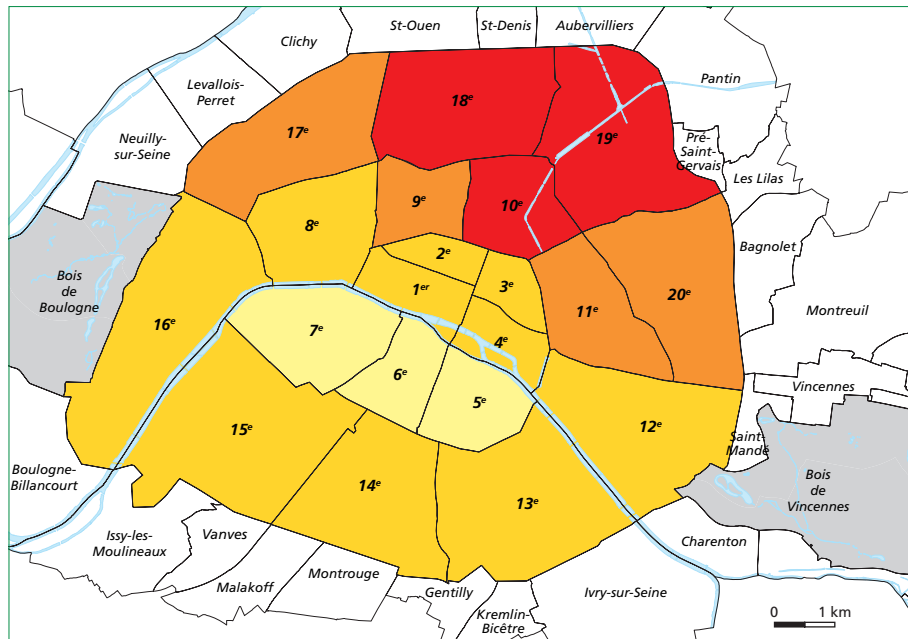 St-Ouen
St-Denis
Aubervilliers
Clichy
Pantin
Levallois-
Perret
18e
19e
17e
Neuilly-
sur-Seine
Pré-
Saint-
Gervais
Les Lilas
9e
10e
8e
2e
Bagnolet
Bois
de
Boulogne
1er
3e
11e
20e
Montreuil
16e
7e
4e
6e
5e
Vincennes
12e
15e
Saint-
Mandé
Boulogne-
Billancourt
14e
13e
Bois
de
Vincennes
Issy-les-
Moulineaux
Vanves
Charenton
Malakoff
Montrouge
Gentilly
Ivry-sur-Seine
Kremlin-
Bicêtre
0 1 km